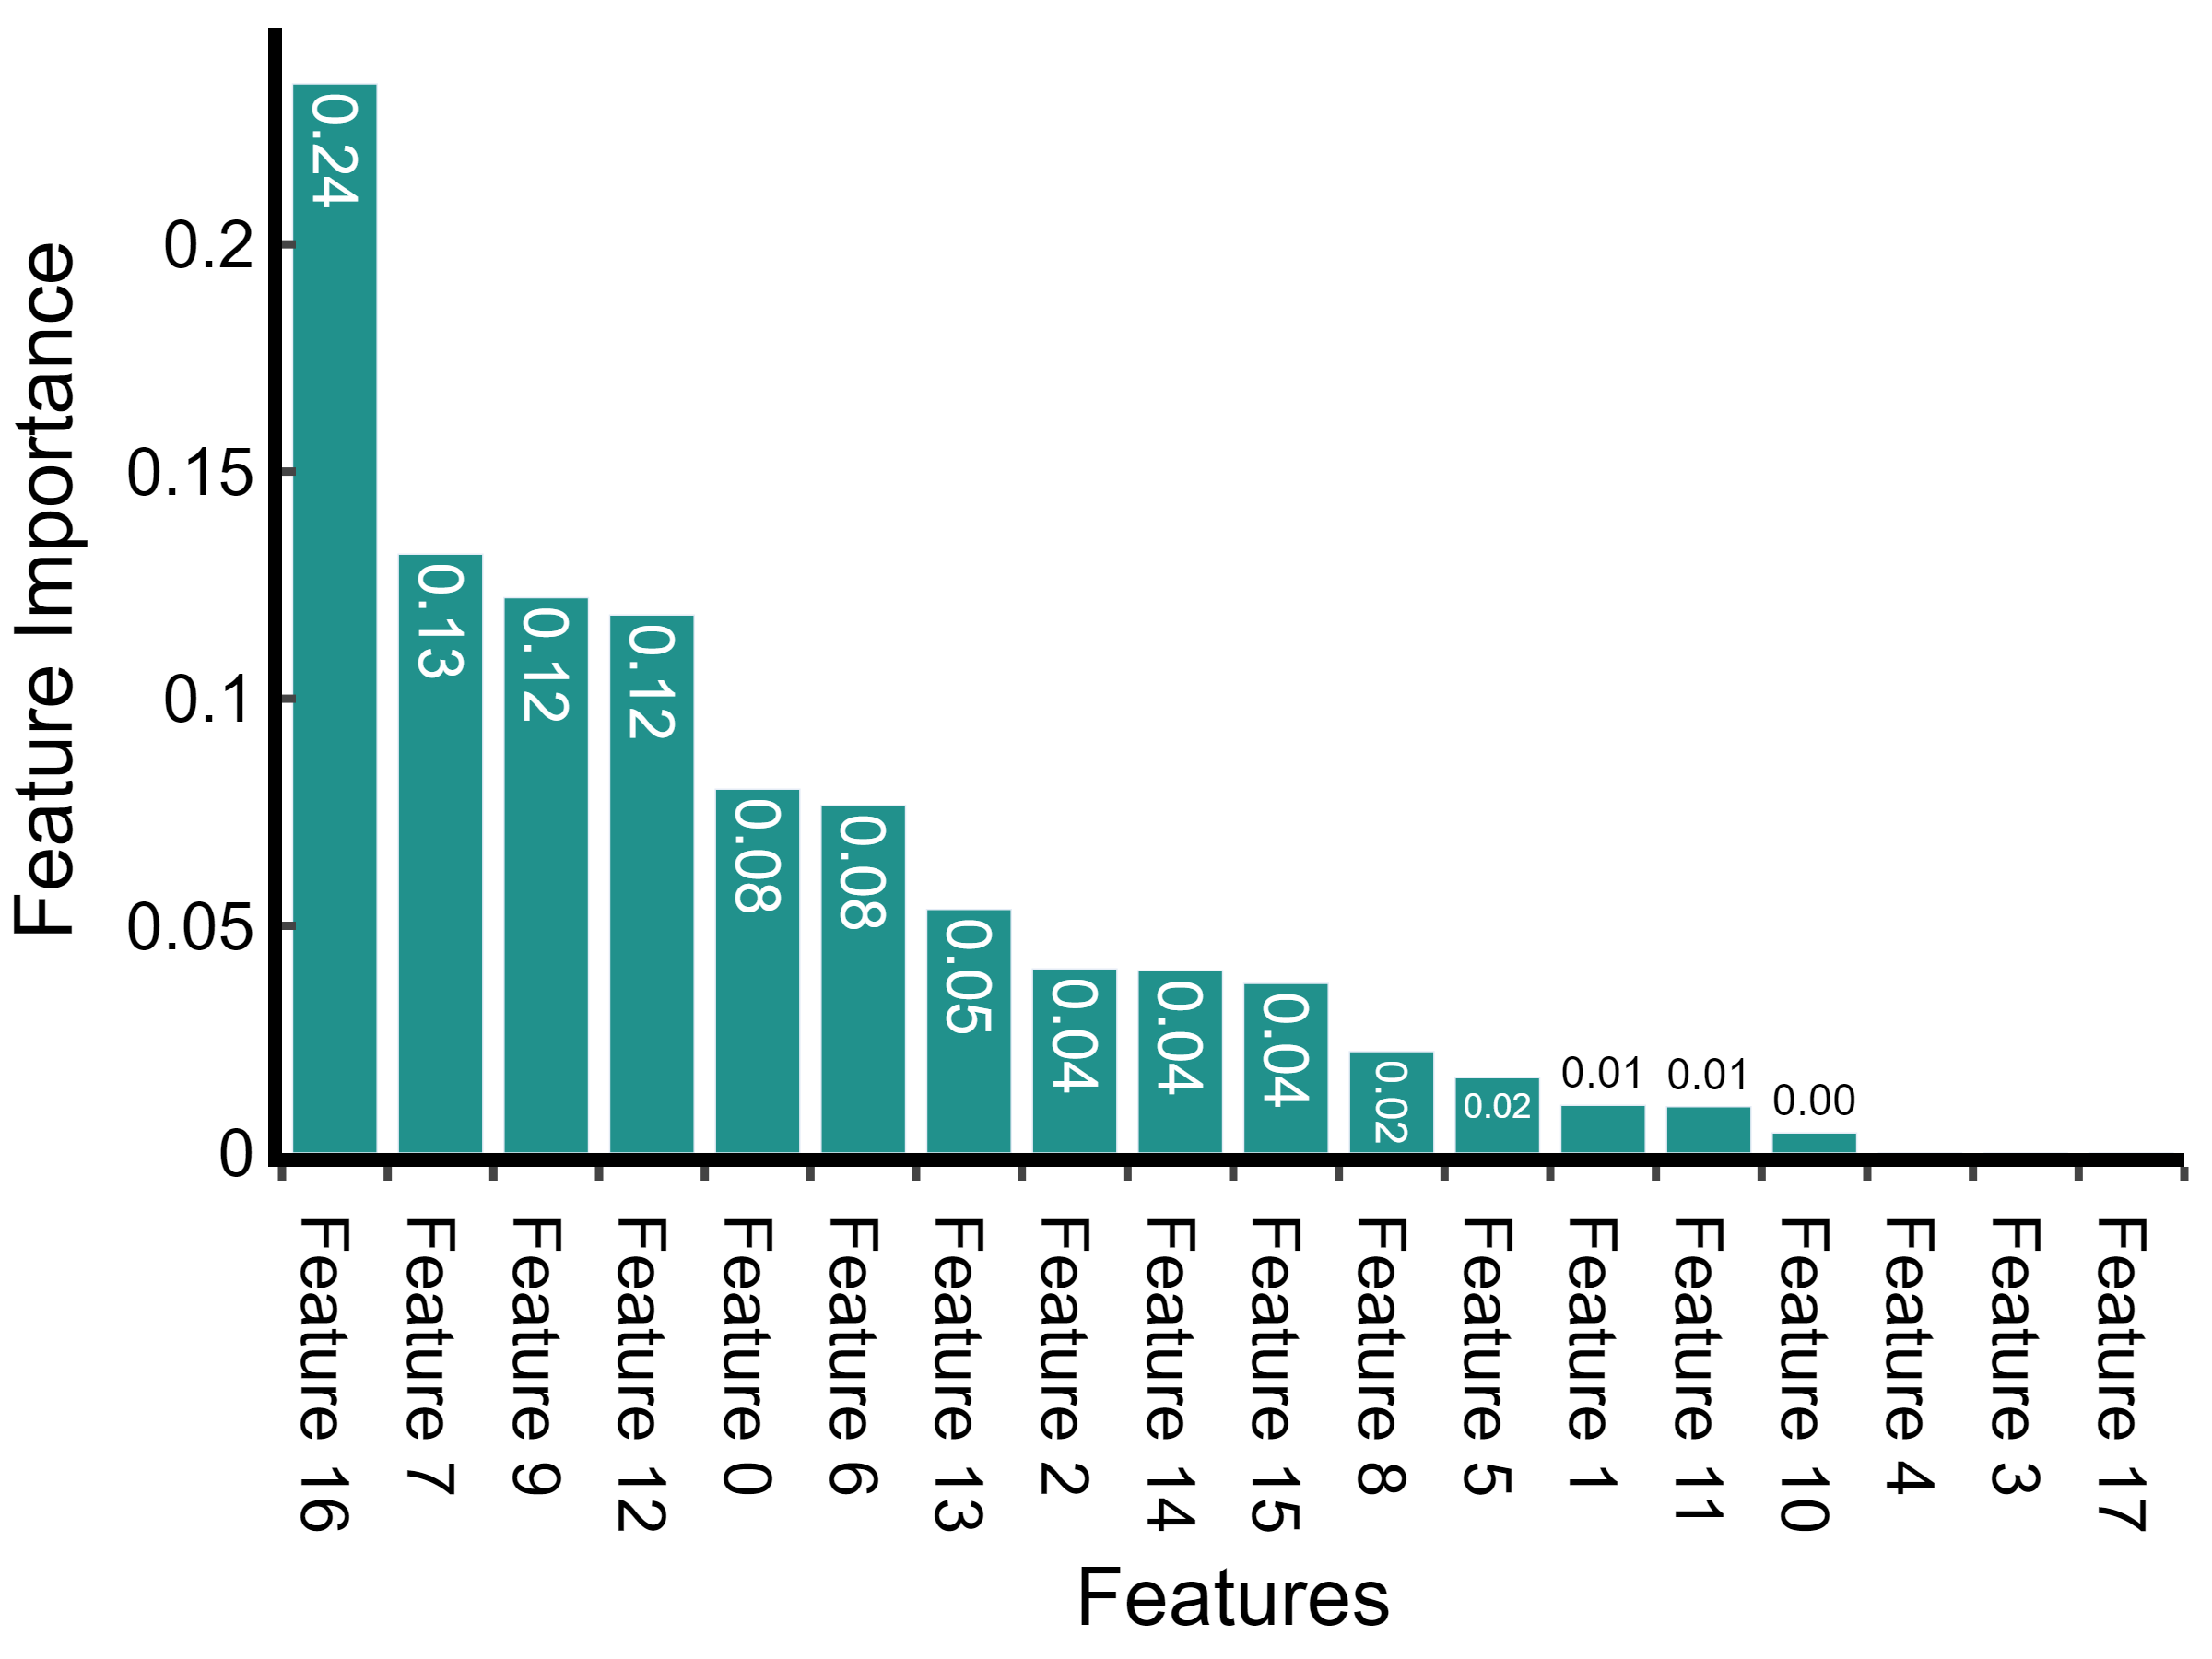 Feature Importance
0.2
0.15
0.1
0.05
0
0.24
0.13
0.12
0.12
0.08
0.08
0.05
0.04
0.04
0.04
0.02
0.02
0.01
0.01
0.00
Feature 16
Feature 7
Feature 9
Feature 12
Feature 0
Feature 6
Feature 13
Feature 2
Feature 14
Feature 15
Feature 8
Feature 5
Feature 1
Feature 11
Feature 10
Feature 4
Feature 3
Feature 17
Features